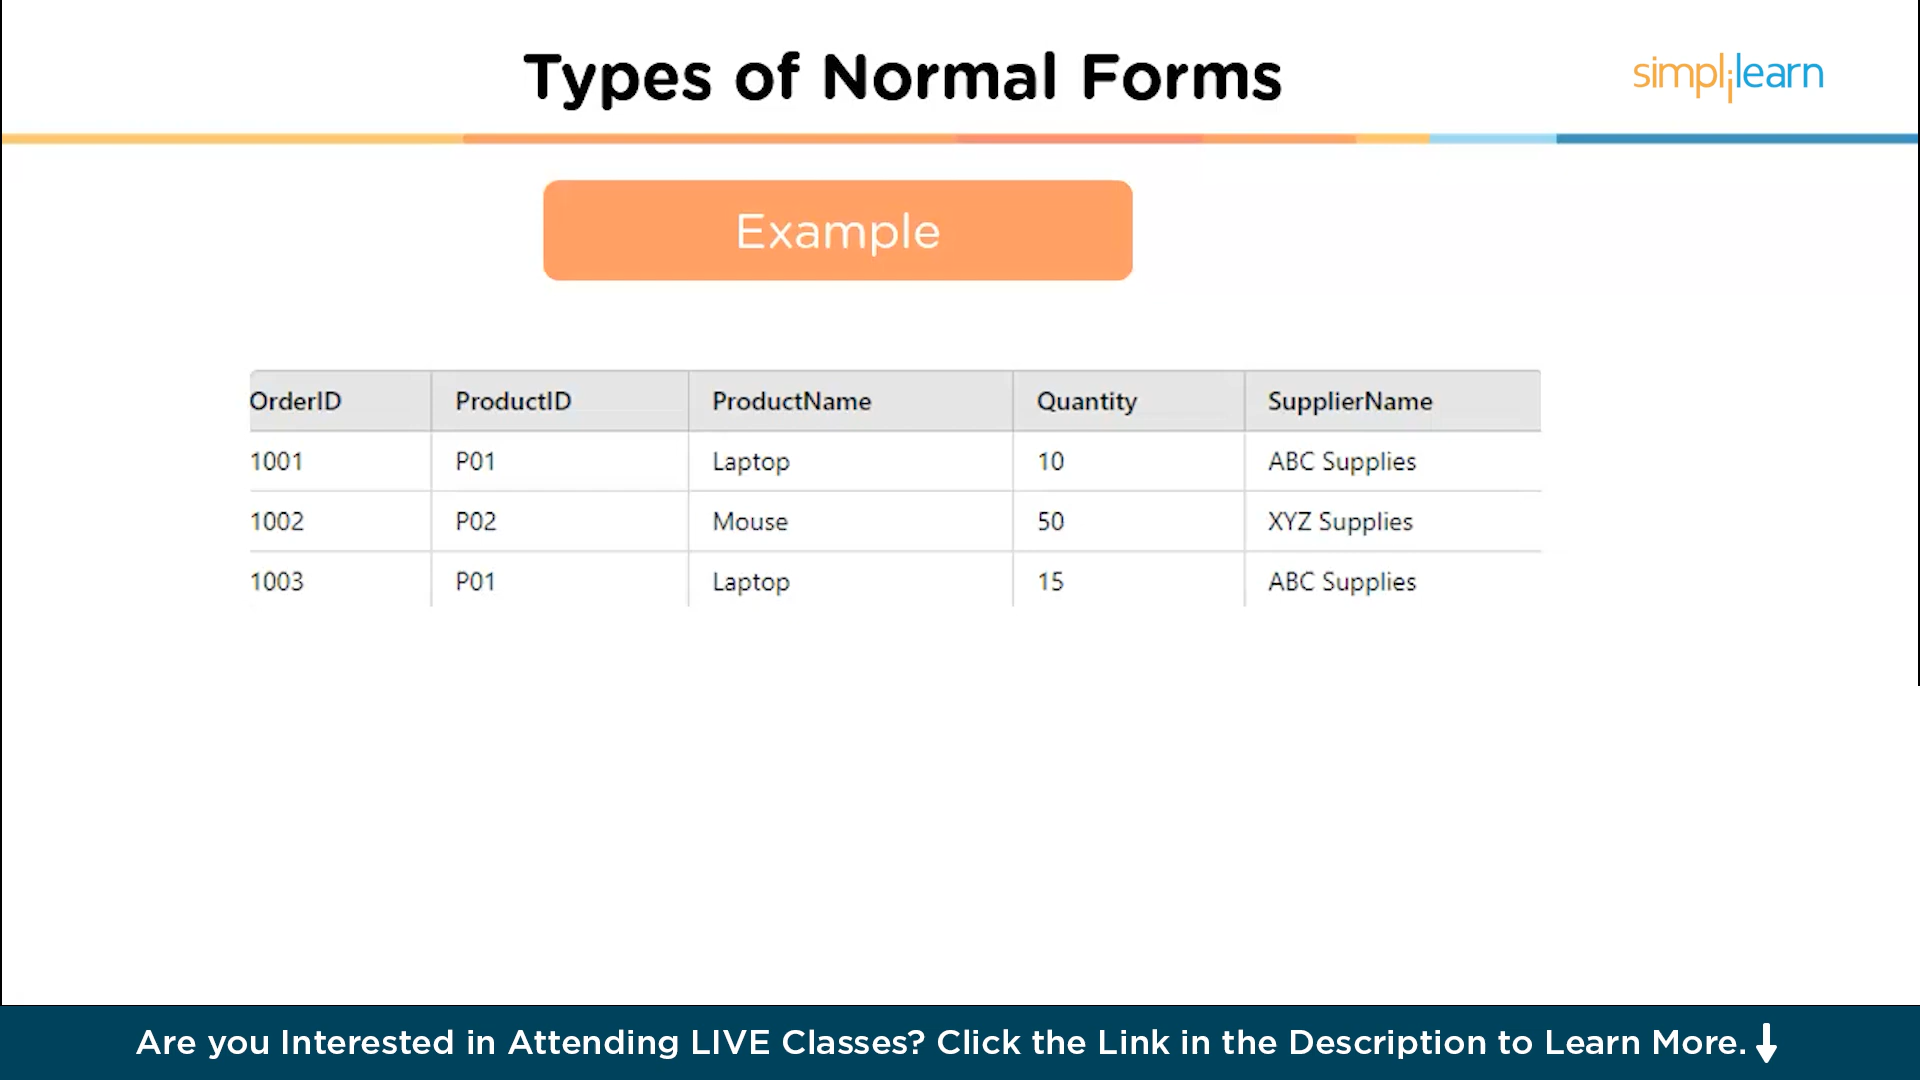 Types of Normal Forms
simplilearn
Example
OrderID ProductID ProductName Quantity SupplierName
1001 P01 Laptop 10 ABC Supplies
1002 P02 Mouse 50 XYZ Supplies
1003 P01 Laptop 15 ABC Supplies
Are you Interested in Attending LIVE Classes? Click the Link in the Description to Learn More.